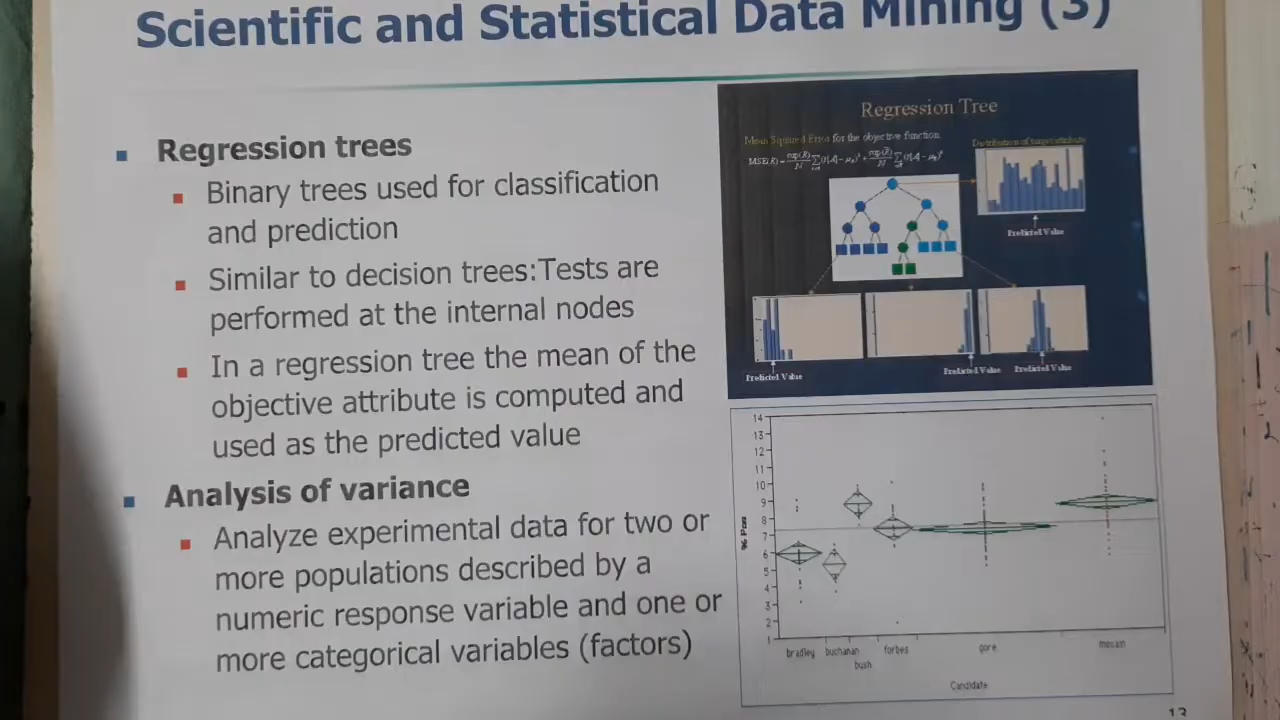 Scientific and Statistical Data Mining (3)
Regression trees
Binary trees used for classification
and prediction
Similar to decision trees:Tests are
performed at the internal nodes
In a regression tree the mean of the
objective attribute is computed and
used as the predicted value
Analysis of variance
Analyze experimental data for two or
more populations described by a
numeric response variable and one or
more categorical variables (factors)
Regression Tree
Mean Squared Error for the objective function
Distribution of target attribute
Predicted Value
Predicted Value
Predicted Value
Predicted Value
14
13
12
11
10
9
8
7
6
5
4
3
2
1
bradley
buchanan
bush
forbes
gore
Candidate
13